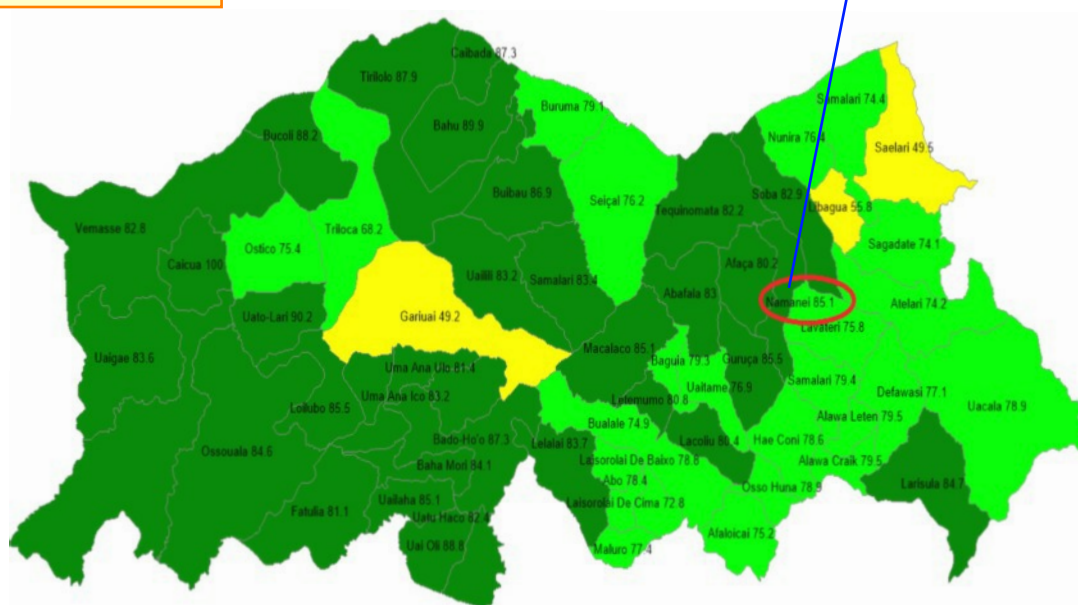 Caibada 87.3
Tirilolo 87.9
Samalari 74.4
Buruma 79.1
Bahu 89.9
Bucoli 88.2
Nunira 76.4
Saelari 49.5
Buibau 86.9
Soba 82.9
Seiçal 76.2
Ubagua 55.8
Tequinomata 82.2
Vemasse 82.8
Triloca 68.2
Ostico 75.4
Sagadate 74.1
Caicua 100
Afaça 80.2
Uailili 83.2
Samalari 83.4
Abafala 83
Namanei 85.1
Atelari 74.2
Gariuai 49.2
Uato-Lari 90.2
Lavateri 75.8
Macalaco 85.1
Uaigae 83.6
Baguia 79.3
Guruça 85.5
Uma Ana Ulo 81.4
Samalari 79.4
Uaitame 76.9
Defawasi 77.1
Uma Ana Ico 83.2
Letemumo 80.8
Uacala 78.9
Loilubo 85.5
Alawa Leten 79.5
Bualale 74.9
Bado-Ho'o 87.3
Lelalai 83.7
Lacoliu 80.4
Hae Coni 78.6
Ossouala 84.6
Laisorolai De Baixo 78.8
Alawa Craik 79.5
Baha Mori 84.1
Abo 78.4
Larisula 84.7
Osso Huna 78.9
Uailaha 85.1
Laisorolai De Cima 72.8
Fatulia 81.1
Uatu Haco 82.4
Afaloicai 75.2
Uai Oli 88.8
Maluro 77.4